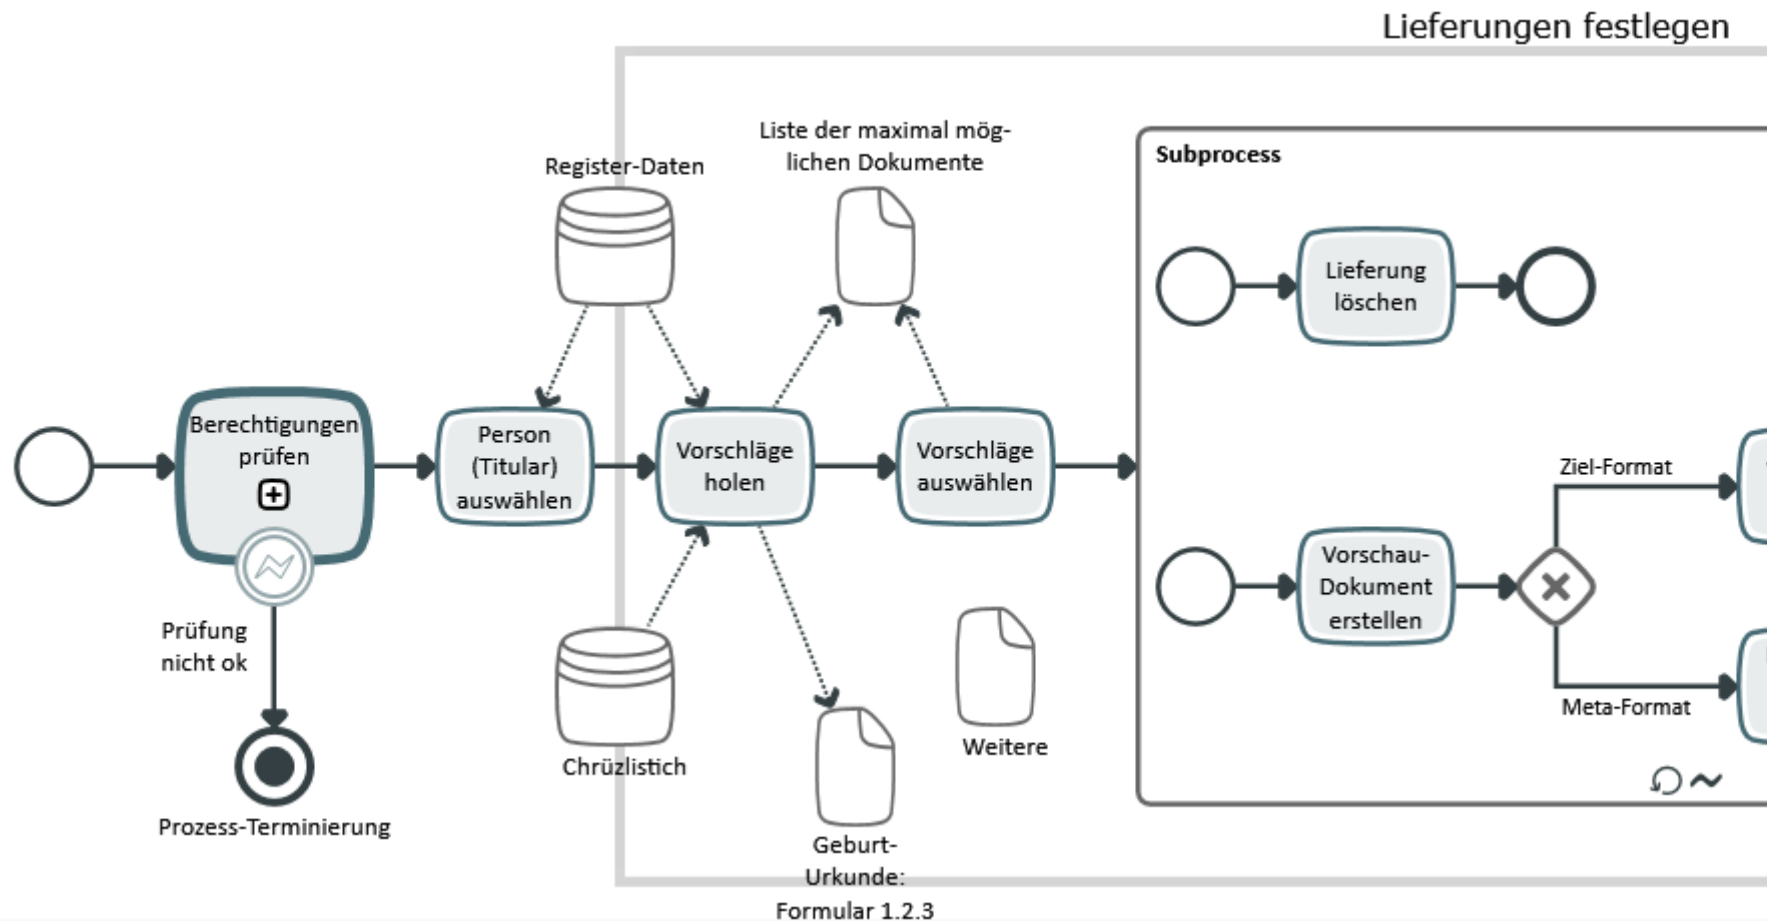 Lieferungen festlegen
Liste der maximal mög-
lichen Dokumente
Register-Daten
Subprocess
Lieferung
löschen
Berechtigungen
prüfen
Person
(Titular)
auswählen
Vorschläge
holen
Vorschläge
auswählen
Ziel-Format
Vorschau-
Dokument
erstellen
Meta-Format
Prüfung
nicht ok
Prozess-Terminierung
Chrüzlistich
Weitere
Geburt-
Urkunde:
Formular 1.2.3